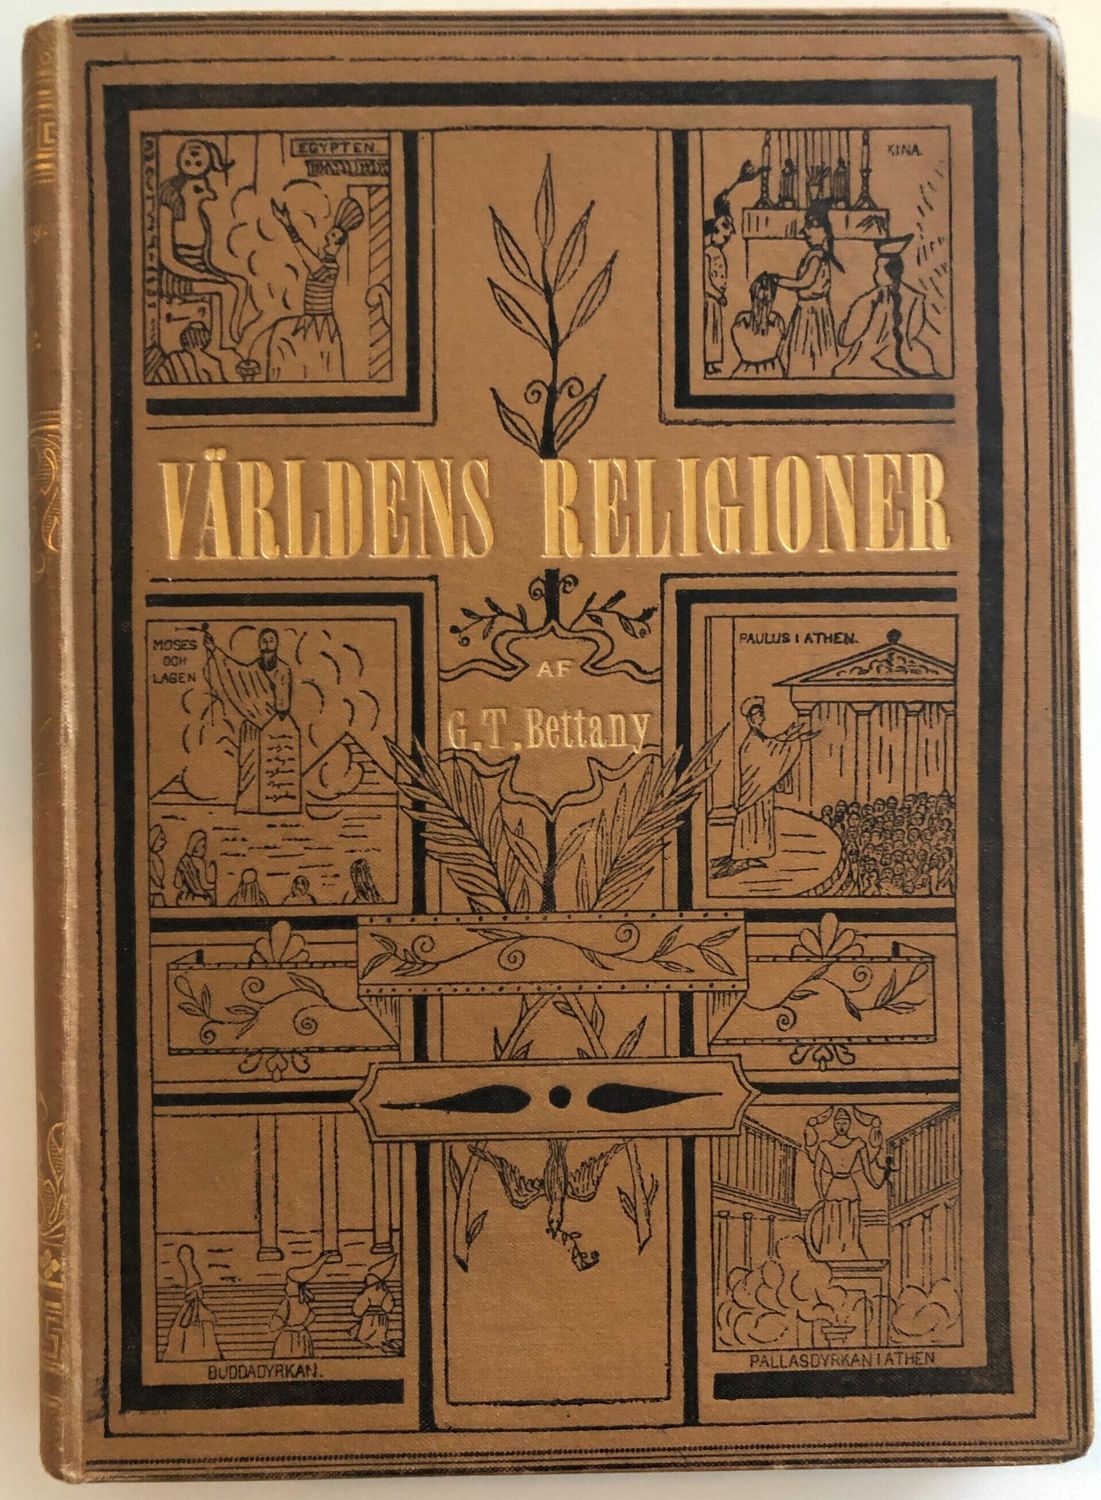 EGYPTEN.
KINA.
VÄRLDENS RELIGIONER
MOSES
OCH
LAGEN
PAULUS I ATHEN.
AF
G. T. Bettany
BUDDADYRKAN.
PALLASDYRKAN I ATHEN